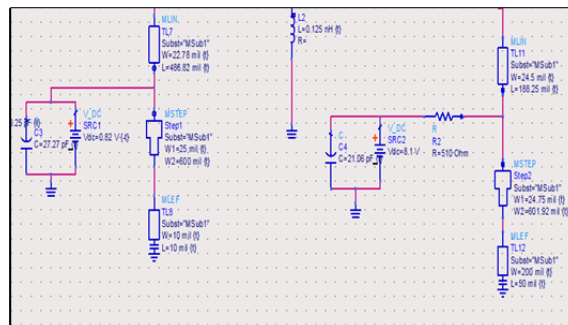 MLIN
TL7
Subst="MSub1"
W=22.78 mil {t}
L=486.82 mil {t}
C3
C=27.27 pF {t}
V_DC
SRC1
Vdc=0.82 V {t}
MSTEP
Step1
Subst="MSub1"
W1=25 mil {t}
W2=600 mil {t}
MLEF
TL8
Subst="MSub1"
W=10 mil {t}
L=10 mil {t}
L2
L=0.125 nH {t}
R=
C
C4
C=21.06 pF {t}
V_DC
SRC2
Vdc=8.1 V
R
R2
R=510 Ohm
MLIN
TL11
Subst="MSub1"
W=24.5 mil {t}
L=188.25 mil {t}
MSTEP
Step2
Subst="MSub1"
W1=24.75 mil {t}
W2=601.92 mil {t}
MLEF
TL12
Subst="MSub1"
W=200 mil {t}
L=90 mil {t}